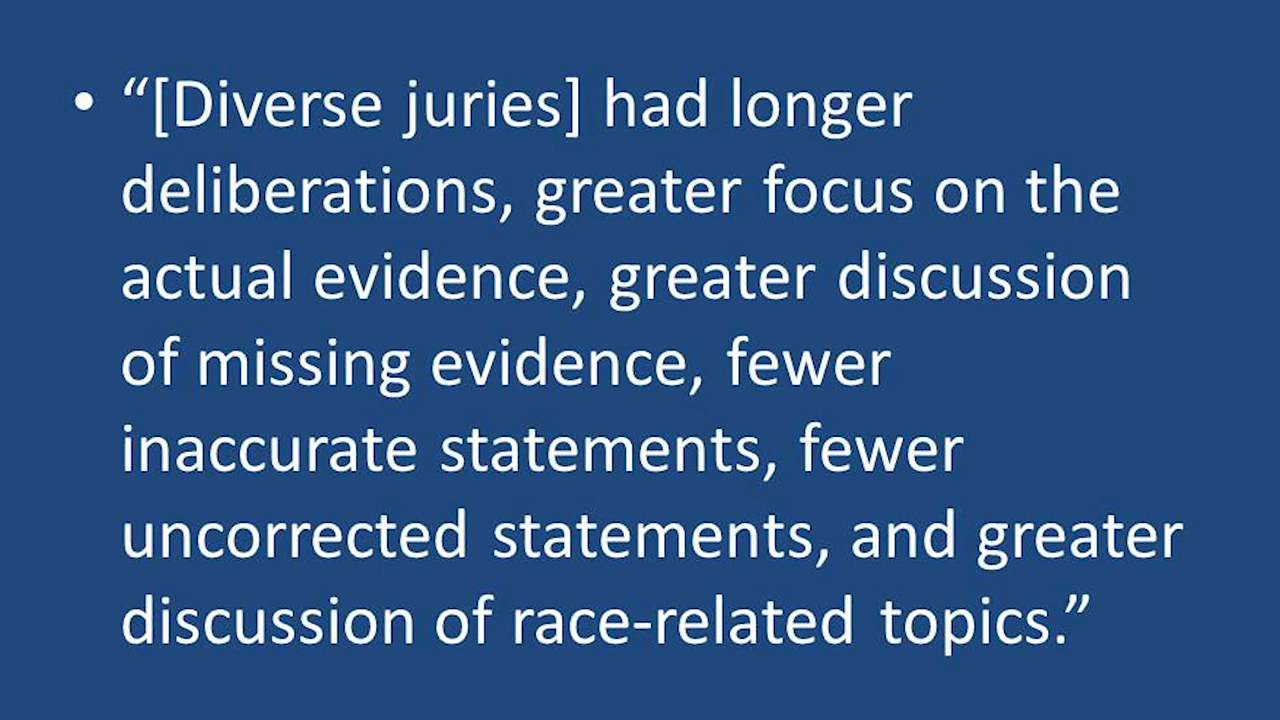 • “[Diverse juries] had longer
deliberations, greater focus on the
actual evidence, greater discussion
of missing evidence, fewer
inaccurate statements, fewer
uncorrected statements, and greater
discussion of race-related topics.”